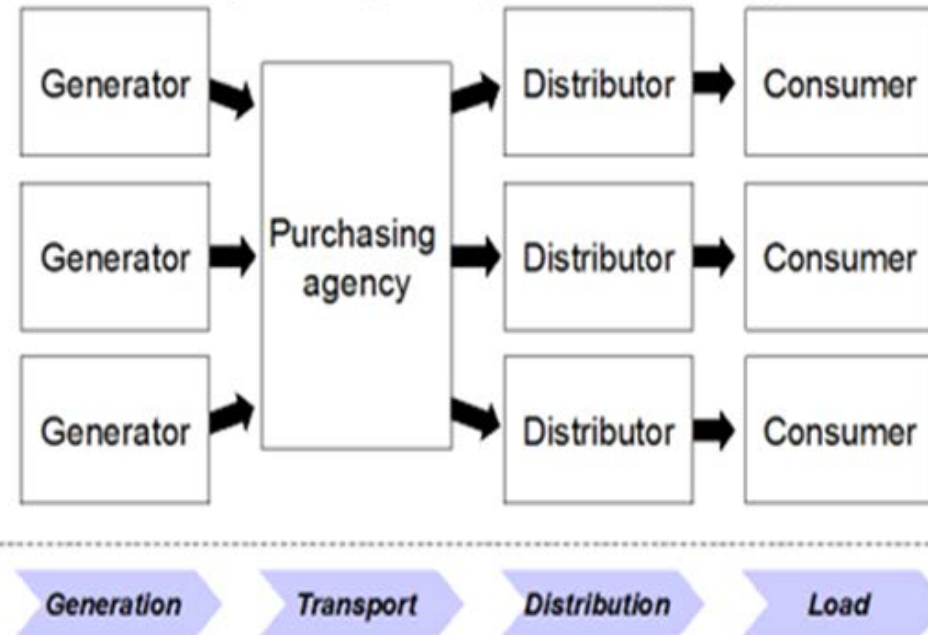 Generator
Distributor
Consumer
Purchasing
agency
Generator
Distributor
Consumer
Generator
Distributor
Consumer
Generation
Transport
Distribution
Load